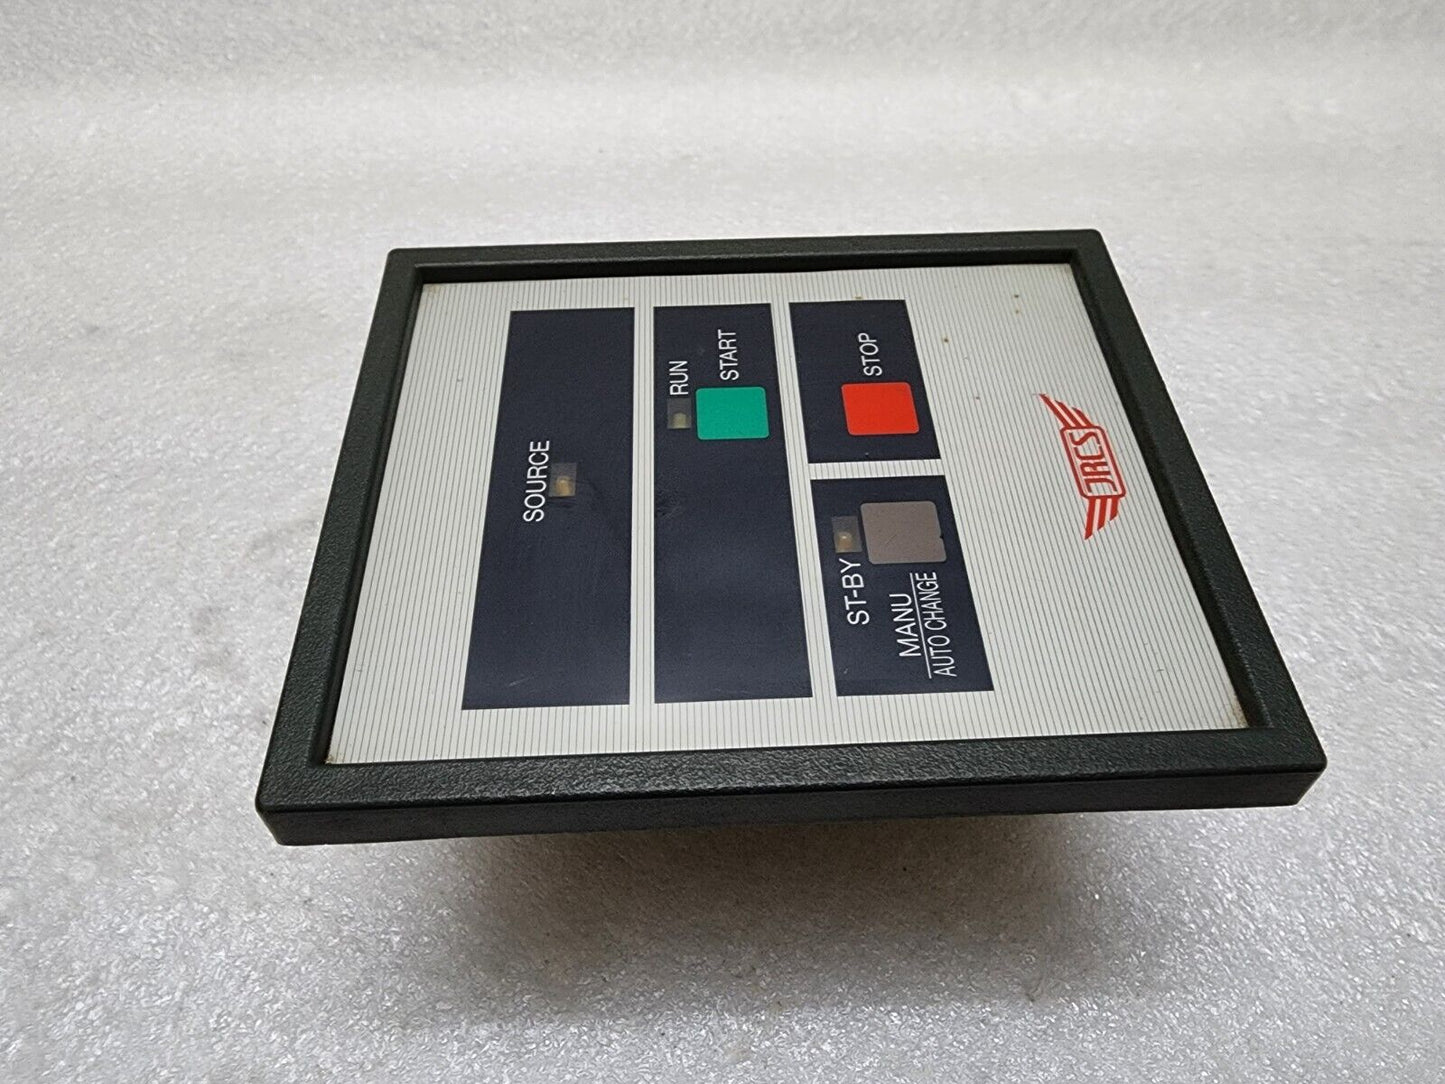 SOURCE
RUN
START
STOP
ST-BY
MANU
AUTO CHANGE
JRCS